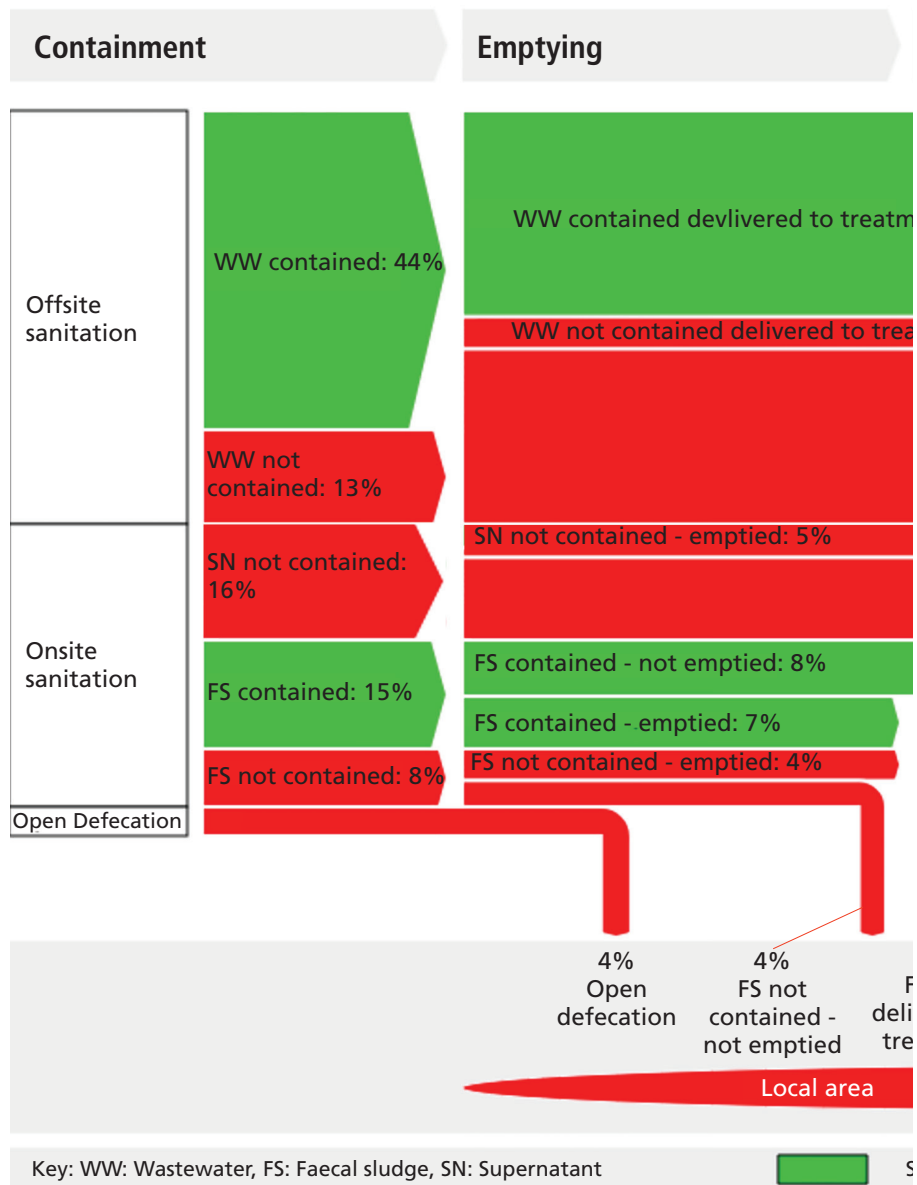 Containment
Emptying
Offsite
sanitation
WW contained: 44%
WW contained devlivered to treatm
WW not contained delivered to trea
WW not
contained: 13%
SN not contained - emptied: 5%
SN not contained:
16%
Onsite
sanitation
FS contained - not emptied: 8%
FS contained: 15%
FS contained - emptied: 7%
FS not contained - emptied: 4%
FS not contained: 8%
Open Defecation
4%
Open
defecation
4%
FS not
contained -
not emptied
F
deli
tre
Local area
Key: WW: Wastewater, FS: Faecal sludge, SN: Supernatant
S